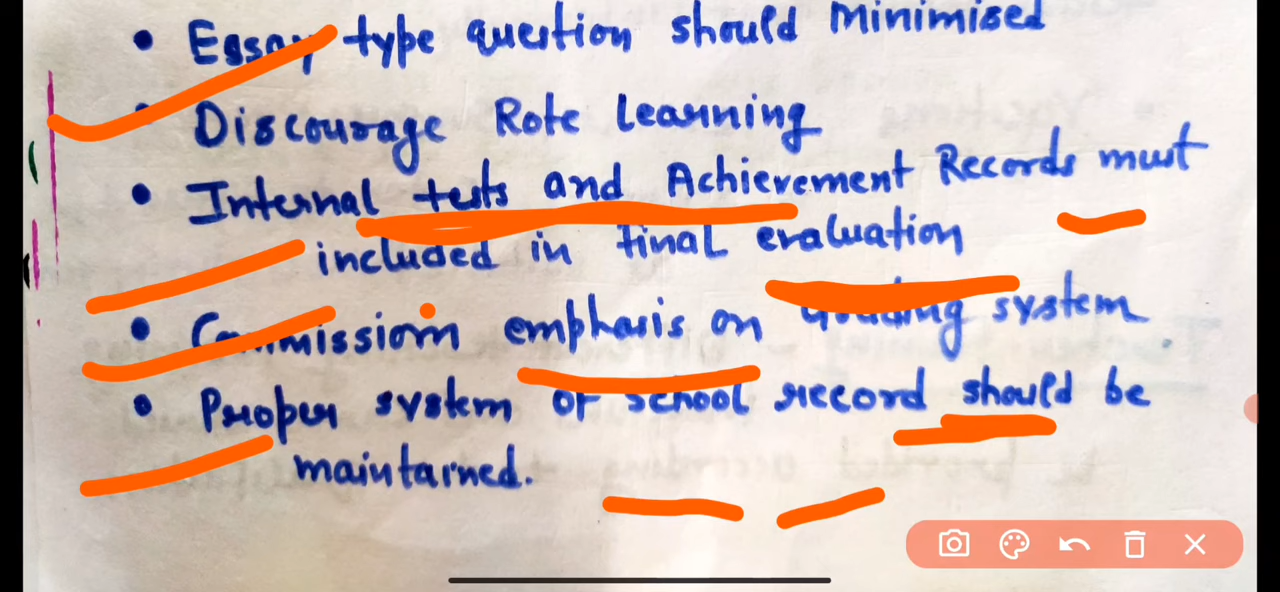 • Essay type question should Minimised
• Discourage Rote learning
• Internal tests and Achievement Records must
included in final evaluation
• Commission emphasis on grading system
• Proper system of school record should be
maintained.